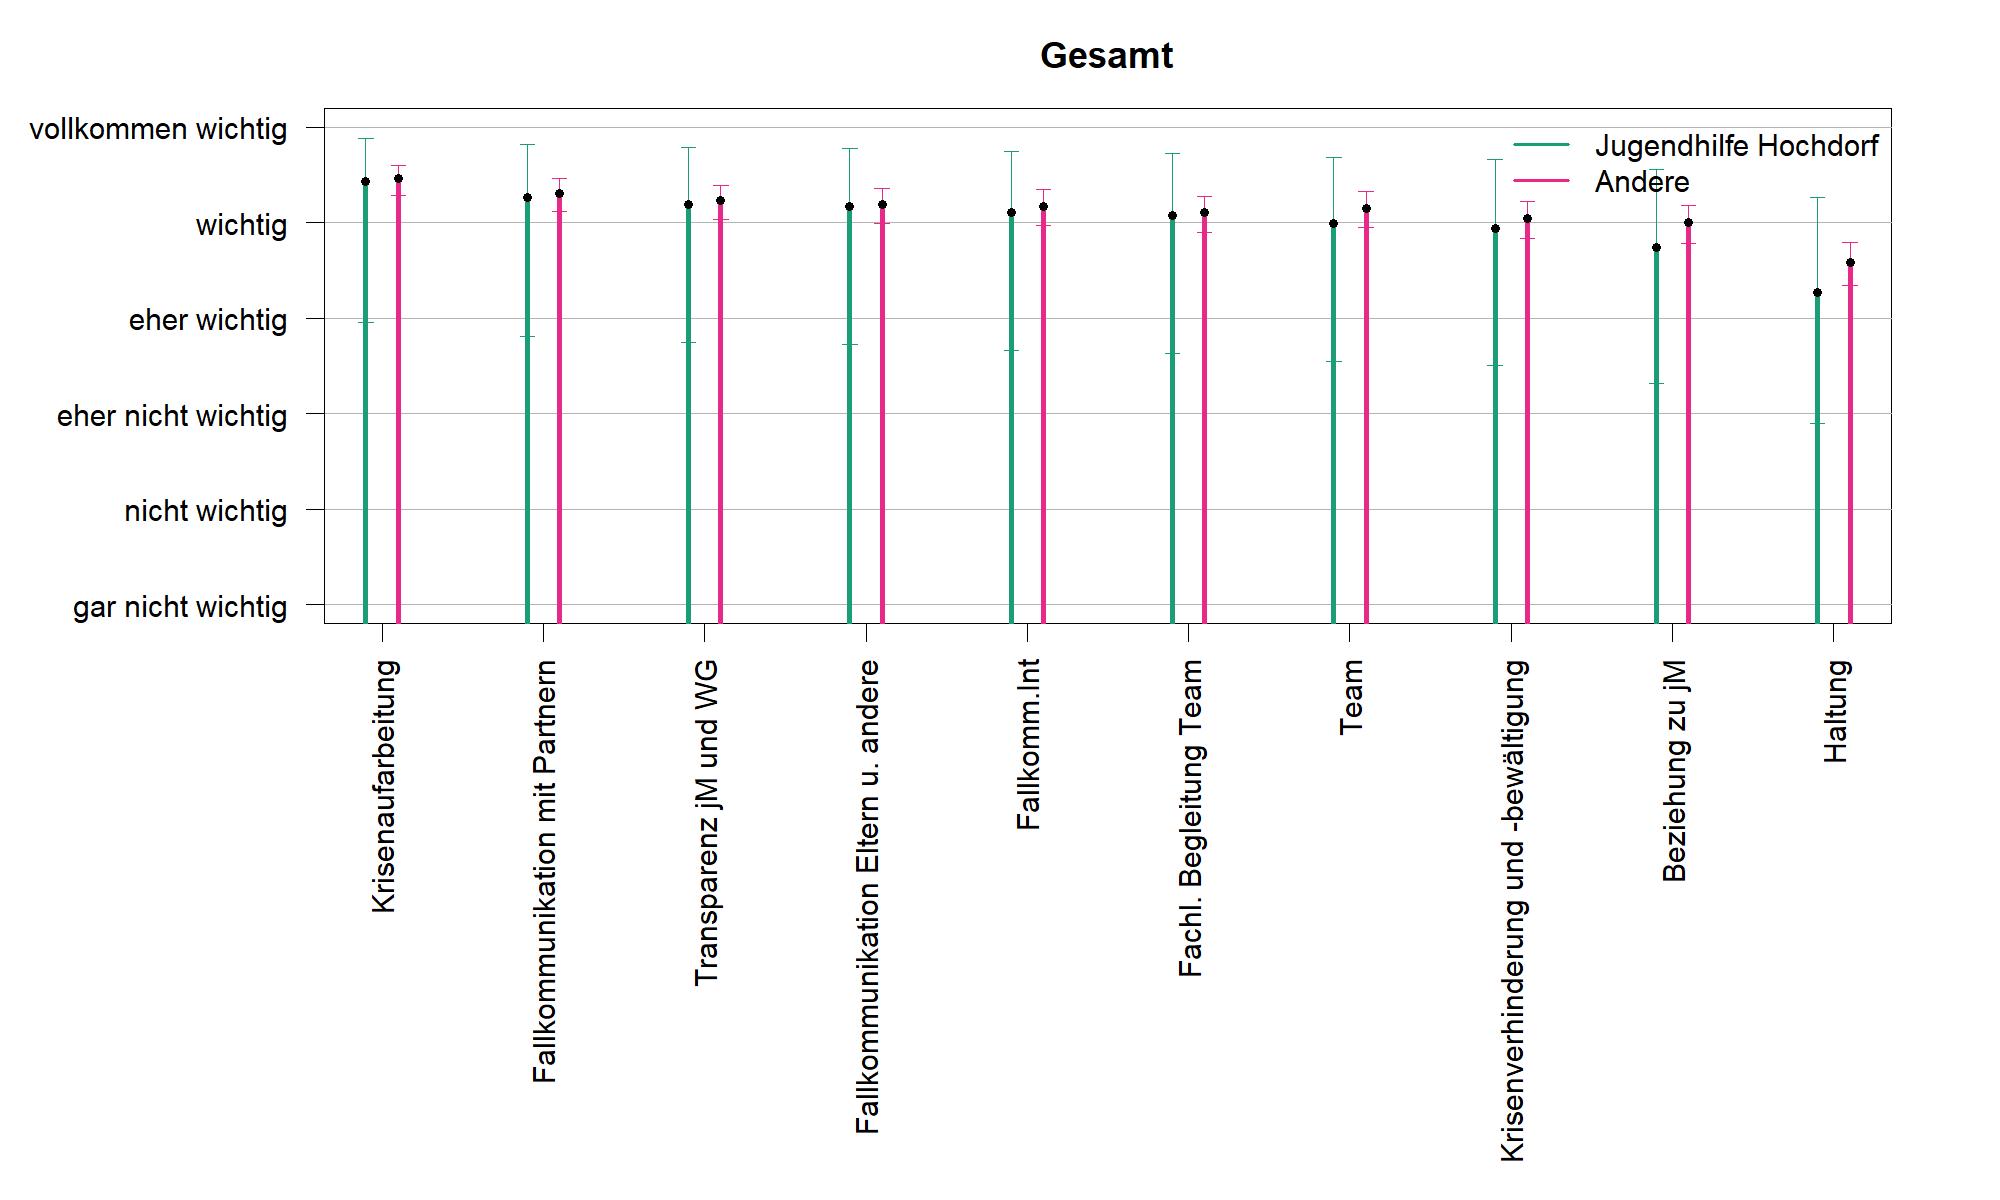 Gesamt
vollkommen wichtig
wichtig
eher wichtig
eher nicht wichtig
nicht wichtig
gar nicht wichtig
Jugendhilfe Hochdorf
Andere
Krisenaufarbeitung
Fallkommunikation mit Partnern
Transparenz jM und WG
Fallkommunikation Eltern u. andere
Fallkomm.Int
Fachl. Begleitung Team
Team
Krisenverhinderung und -bewältigung
Beziehung zu jM
Haltung